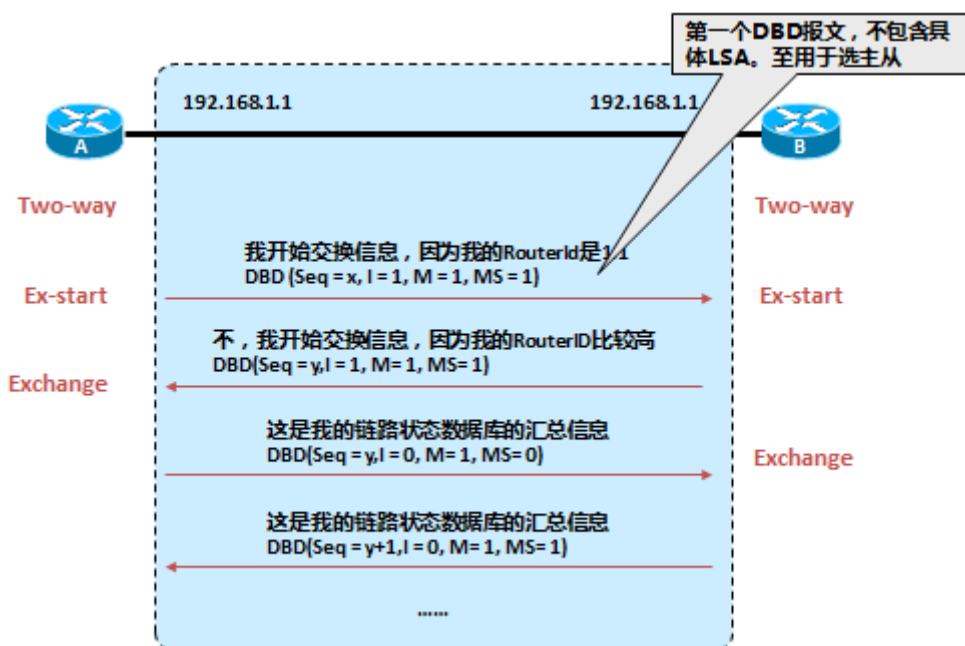 第一个DBD报文，不包含具
体LSA。至用于选主从
192.168.1.1
192.168.1.1
A
B
Two-way
Two-way
我开始交换信息，因为我的RouterId是1.1
DBD (Seq = x, I = 1, M = 1, MS = 1)
Ex-start
Ex-start
不，我开始交换信息，因为我的RouterID比较高
DBD(Seq = y,I = 1, M= 1, MS= 1)
Exchange
这是我的链路状态数据库的汇总信息
DBD(Seq = y,I= 0, M= 1, MS= 0)
Exchange
这是我的链路状态数据库的汇总信息
DBD(Seq = y+1,I = 0, M= 1, MS= 1)
......